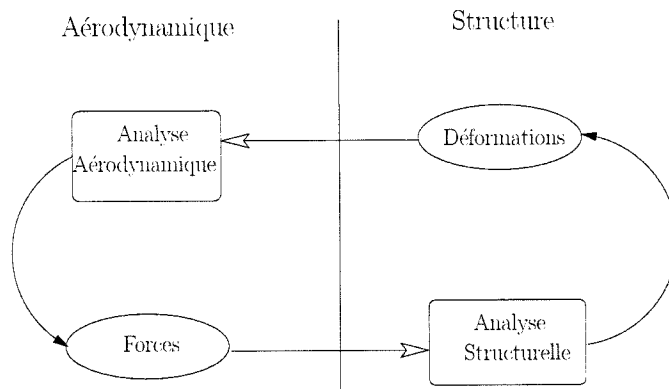 Aérodynamique
Structure
Analyse
Aérodynamique
Déformations
Forces
Analyse
Structurelle